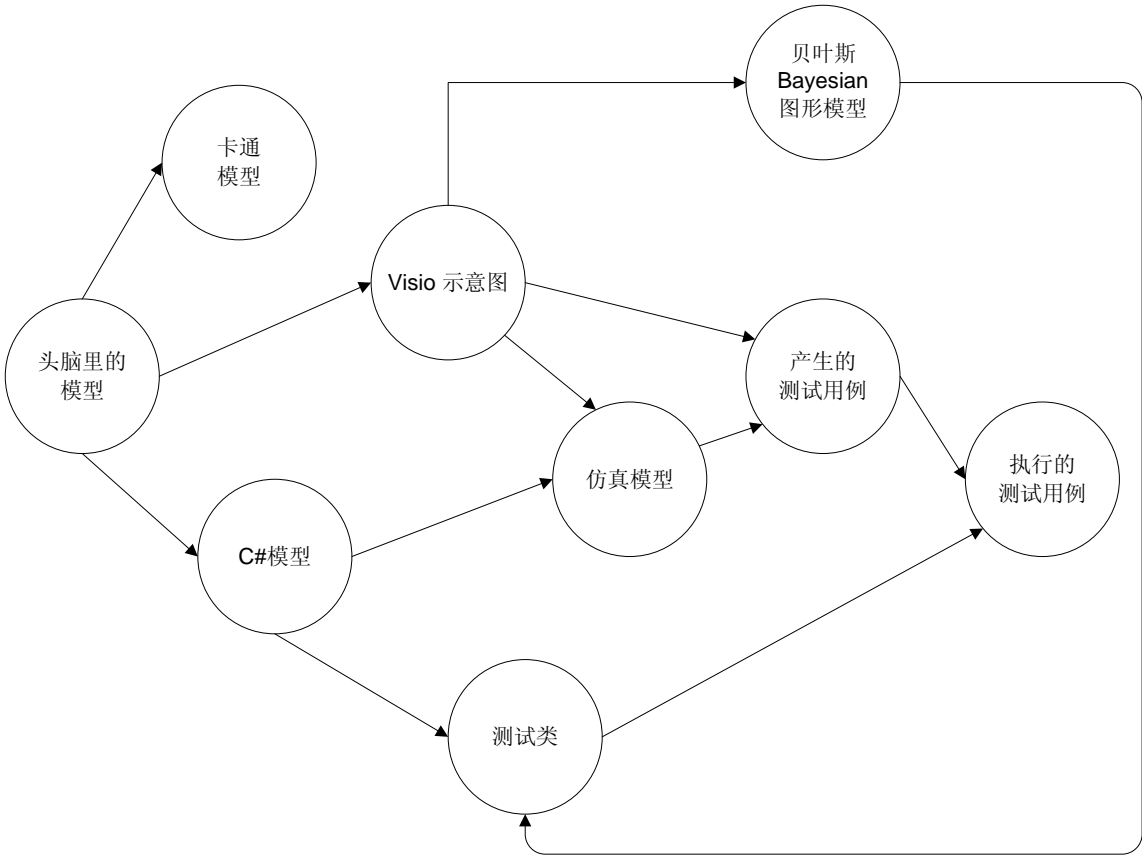 贝叶斯
Bayesian
图形模型
卡通
模型
Visio 示意图
头脑里的
模型
产生的
测试用例
仿真模型
执行的
测试用例
C#模型
测试类